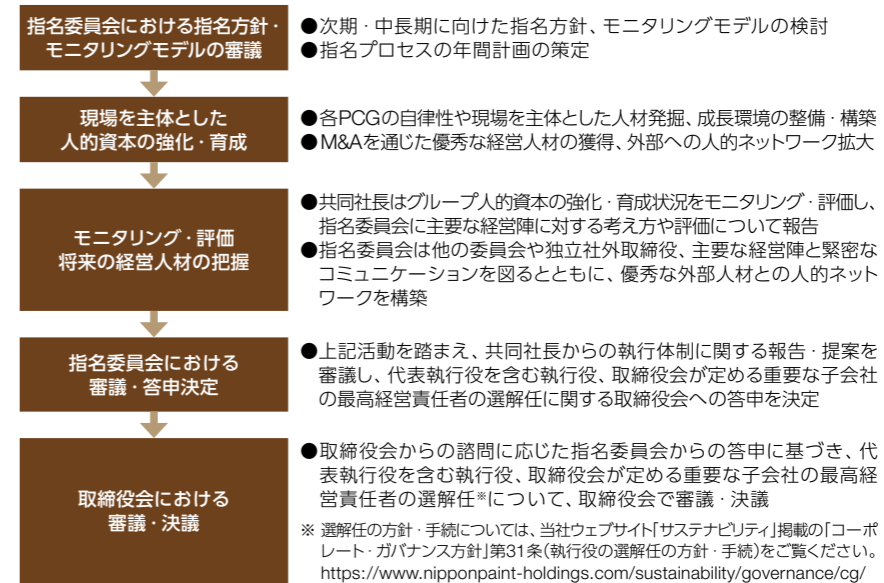 指名委員会における指名方針・
モニタリングモデルの審議
●次期・中長期に向けた指名方針、モニタリングモデルの検討
●指名プロセスの年間計画の策定
現場を主体とした
人的資本の強化・育成
●各PCGの自律性や現場を主体とした人材発掘、成長環境の整備・構築
●M&Aを通じた優秀な経営人材の獲得、外部への人的ネットワーク拡大
モニタリング・評価
将来の経営人材の把握
●共同社長はグループ人的資本の強化・育成状況をモニタリング・評価し、
指名委員会に主要な経営陣に対する考え方や評価について報告
●指名委員会は他の委員会や独立社外取締役、主要な経営陣と緊密な
コミュニケーションを図るとともに、優秀な外部人材との人的ネット
ワークを構築
指名委員会における
審議・答申決定
●上記活動を踏まえ、共同社長からの執行体制に関する報告・提案を
審議し、代表執行役を含む執行役、取締役会が定める重要な子会社
の最高経営責任者の選解任に関する取締役会への答申を決定
取締役会における
審議・決議
●取締役会からの諮問に応じた指名委員会からの答申に基づき、代
表執行役を含む執行役、取締役会が定める重要な子会社の最高経
営責任者の選解任※について、取締役会で審議・決議
※ 選解任の方針・手続については、当社ウェブサイト「サステナビリティ」掲載の「コーポ
レート・ガバナンス方針」第31条(執行役の選解任の方針・手続)をご覧ください。
https://www.nipponpaint-holdings.com/sustainability/governance/cg/